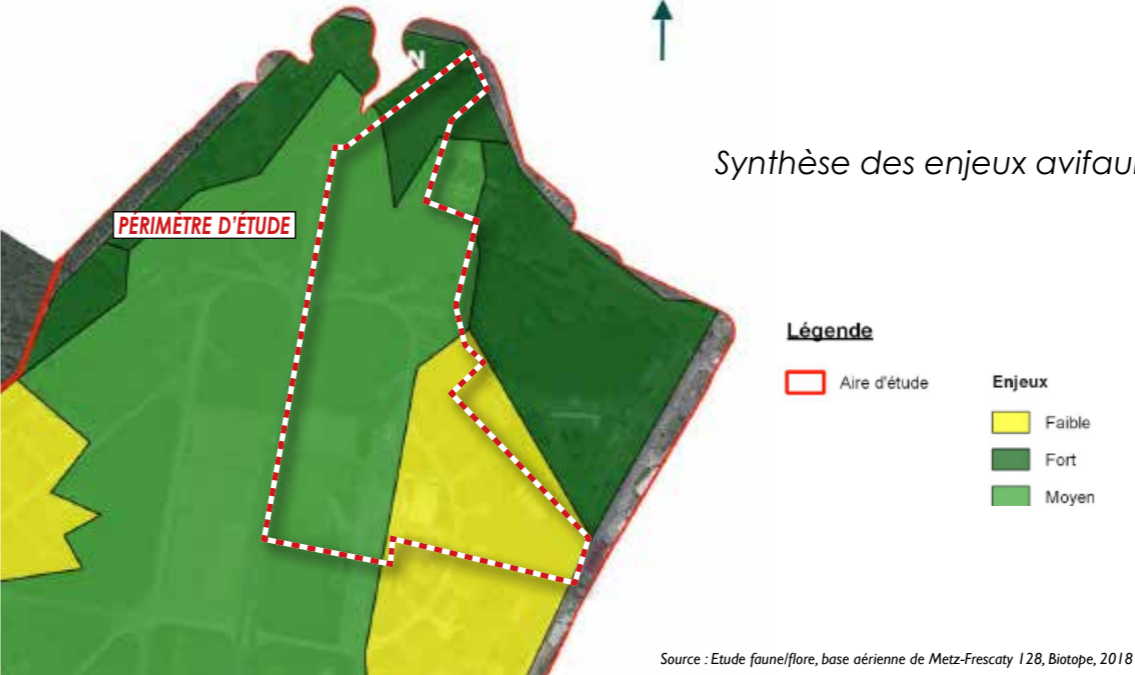 N
Synthèse des enjeux avifau
PÉRIMÈTRE D'ÉTUDE
Légende
Aire d'étude
Enjeux
Faible
Fort
Moyen
Source : Etude faune/flore, base aérienne de Metz-Frescaty 128, Biotope, 2018